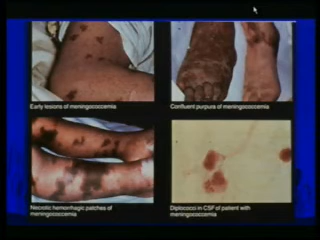 Early lesions of meningococcemia
Confluent purpura of meningococcemia
Necrotic hemorrhagic patches of
meningococcemia
Diplococci in CSF of patient with
meningococcemia